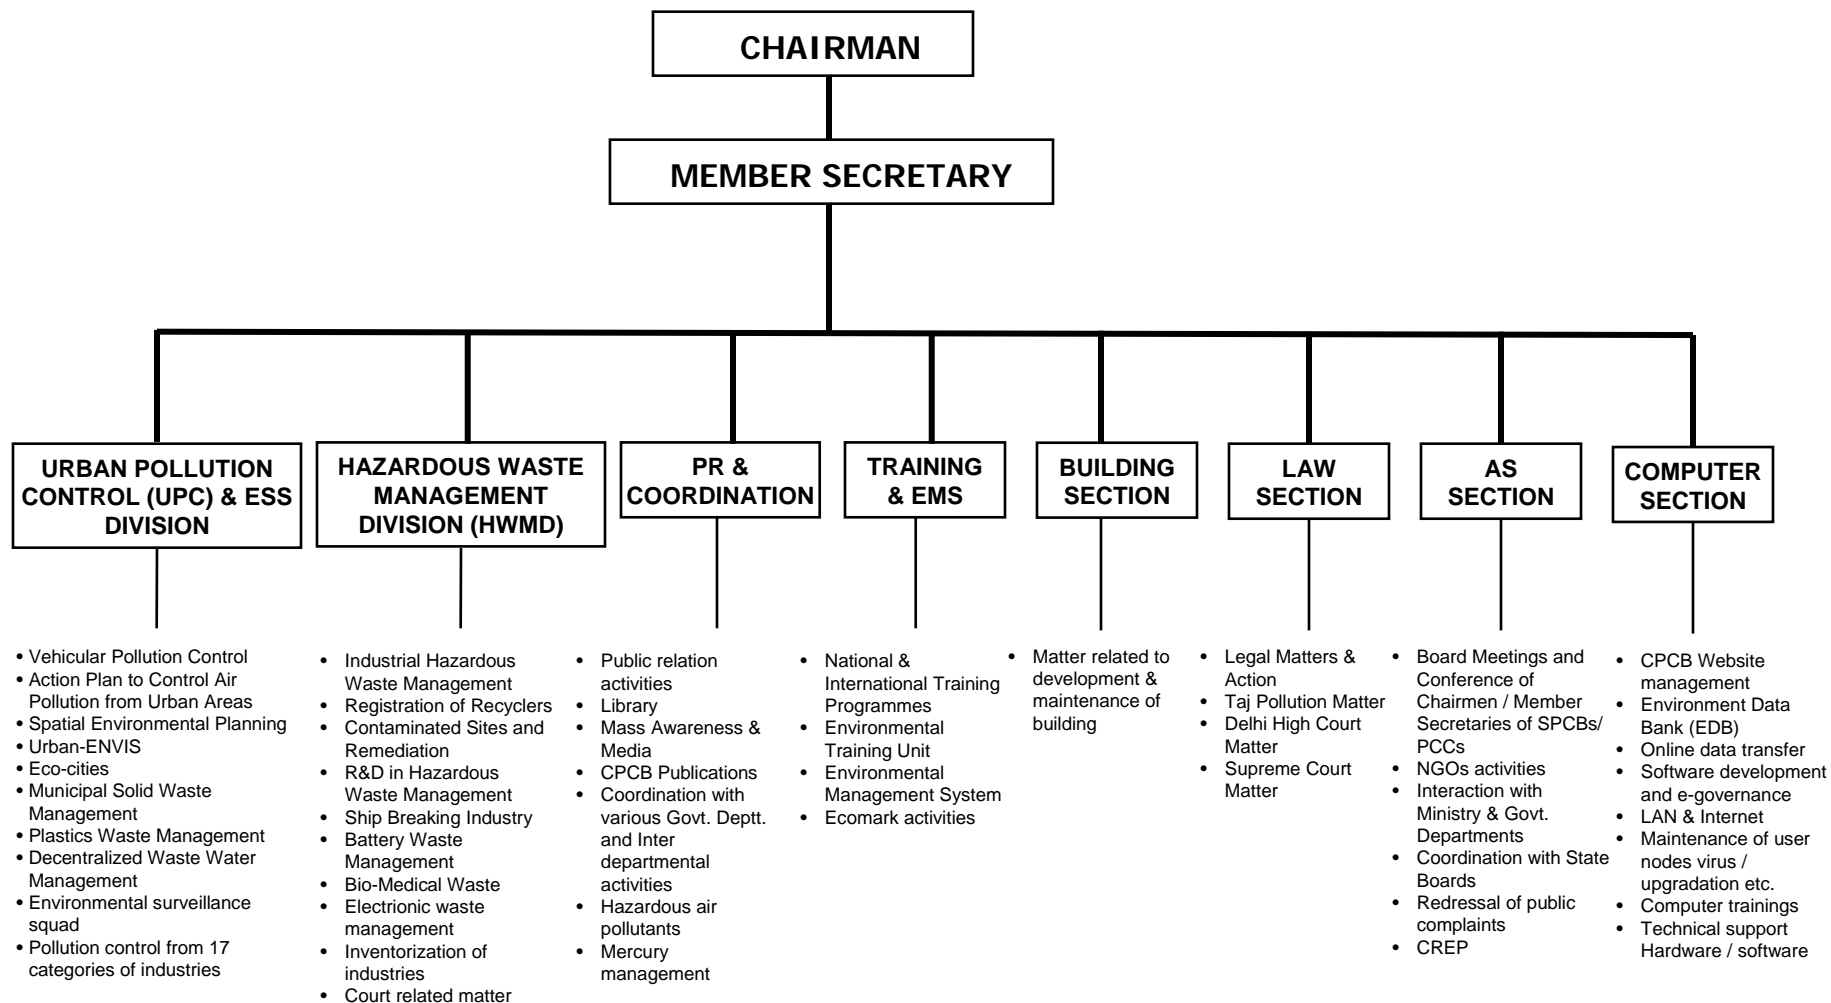 CHAIRMAN
MEMBER SECRETARY
URBAN POLLUTION
CONTROL (UPC) & ESS
DIVISION
HAZARDOUS WASTE
MANAGEMENT
DIVISION (HWMD)
PR &
COORDINATION
TRAINING
& EMS
BUILDING
SECTION
LAW
SECTION
AS
SECTION
COMPUTER
SECTION
• Vehicular Pollution Control
• Action Plan to Control Air
Pollution from Urban Areas
• Spatial Environmental Planning
• Urban-ENVIS
• Eco-cities
• Municipal Solid Waste
Management
• Plastics Waste Management
• Decentralized Waste Water
Management
• Environmental surveillance
squad
• Pollution control from 17
categories of industries
• Industrial Hazardous
Waste Management
• Registration of Recyclers
• Contaminated Sites and
Remediation
• R&D in Hazardous
Waste Management
• Ship Breaking Industry
• Battery Waste
Management
• Bio-Medical Waste
• Electrionic waste
management
• Inventorization of
industries
• Court related matter
• Public relation
activities
• Library
• Mass Awareness &
Media
• CPCB Publications
• Coordination with
various Govt. Deptt.
and Inter
departmental
activities
• Hazardous air
pollutants
• Mercury
management
• National &
International Training
Programmes
• Environmental
Training Unit
• Environmental
Management System
• Ecomark activities
• Matter related to
development &
maintenance of
building
• Legal Matters &
Action
• Taj Pollution Matter
• Delhi High Court
Matter
• Supreme Court
Matter
• Board Meetings and
Conference of
Chairmen / Member
Secretaries of SPCBs/
PCCs
• NGOs activities
• Interaction with
Ministry & Govt.
Departments
• Coordination with State
Boards
• Redressal of public
complaints
• CREP
• CPCB Website
management
• Environment Data
Bank (EDB)
• Online data transfer
• Software development
and e-governance
• LAN & Internet
• Maintenance of user
nodes virus /
upgradation etc.
• Computer trainings
• Technical support
Hardware / software